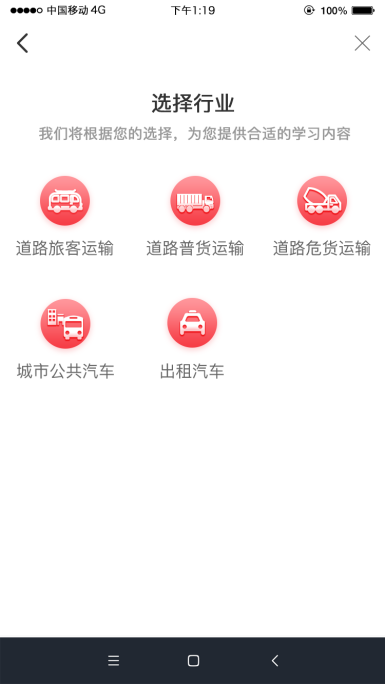 中国移动 4G 下午1:19 100%
选择行业
我们将根据您的选择，为您提供合适的学习内容
道路旅客运输 道路普货运输 道路危货运输
城市公共汽车 出租汽车